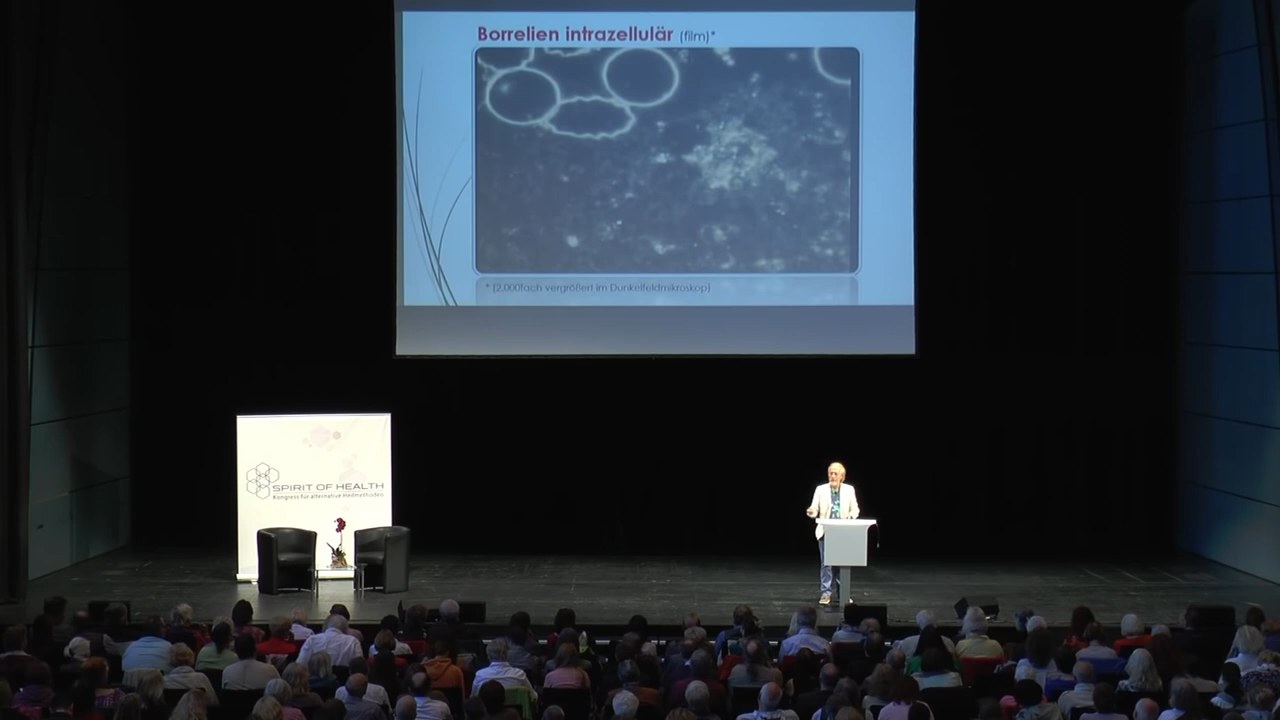 Borrelien intrazellulär (film)*
* (2.000fach vergrößert im Dunkelfeldmikroskop)
SPIRIT OF HEALTH
Kongress für alternative Heilmethoden